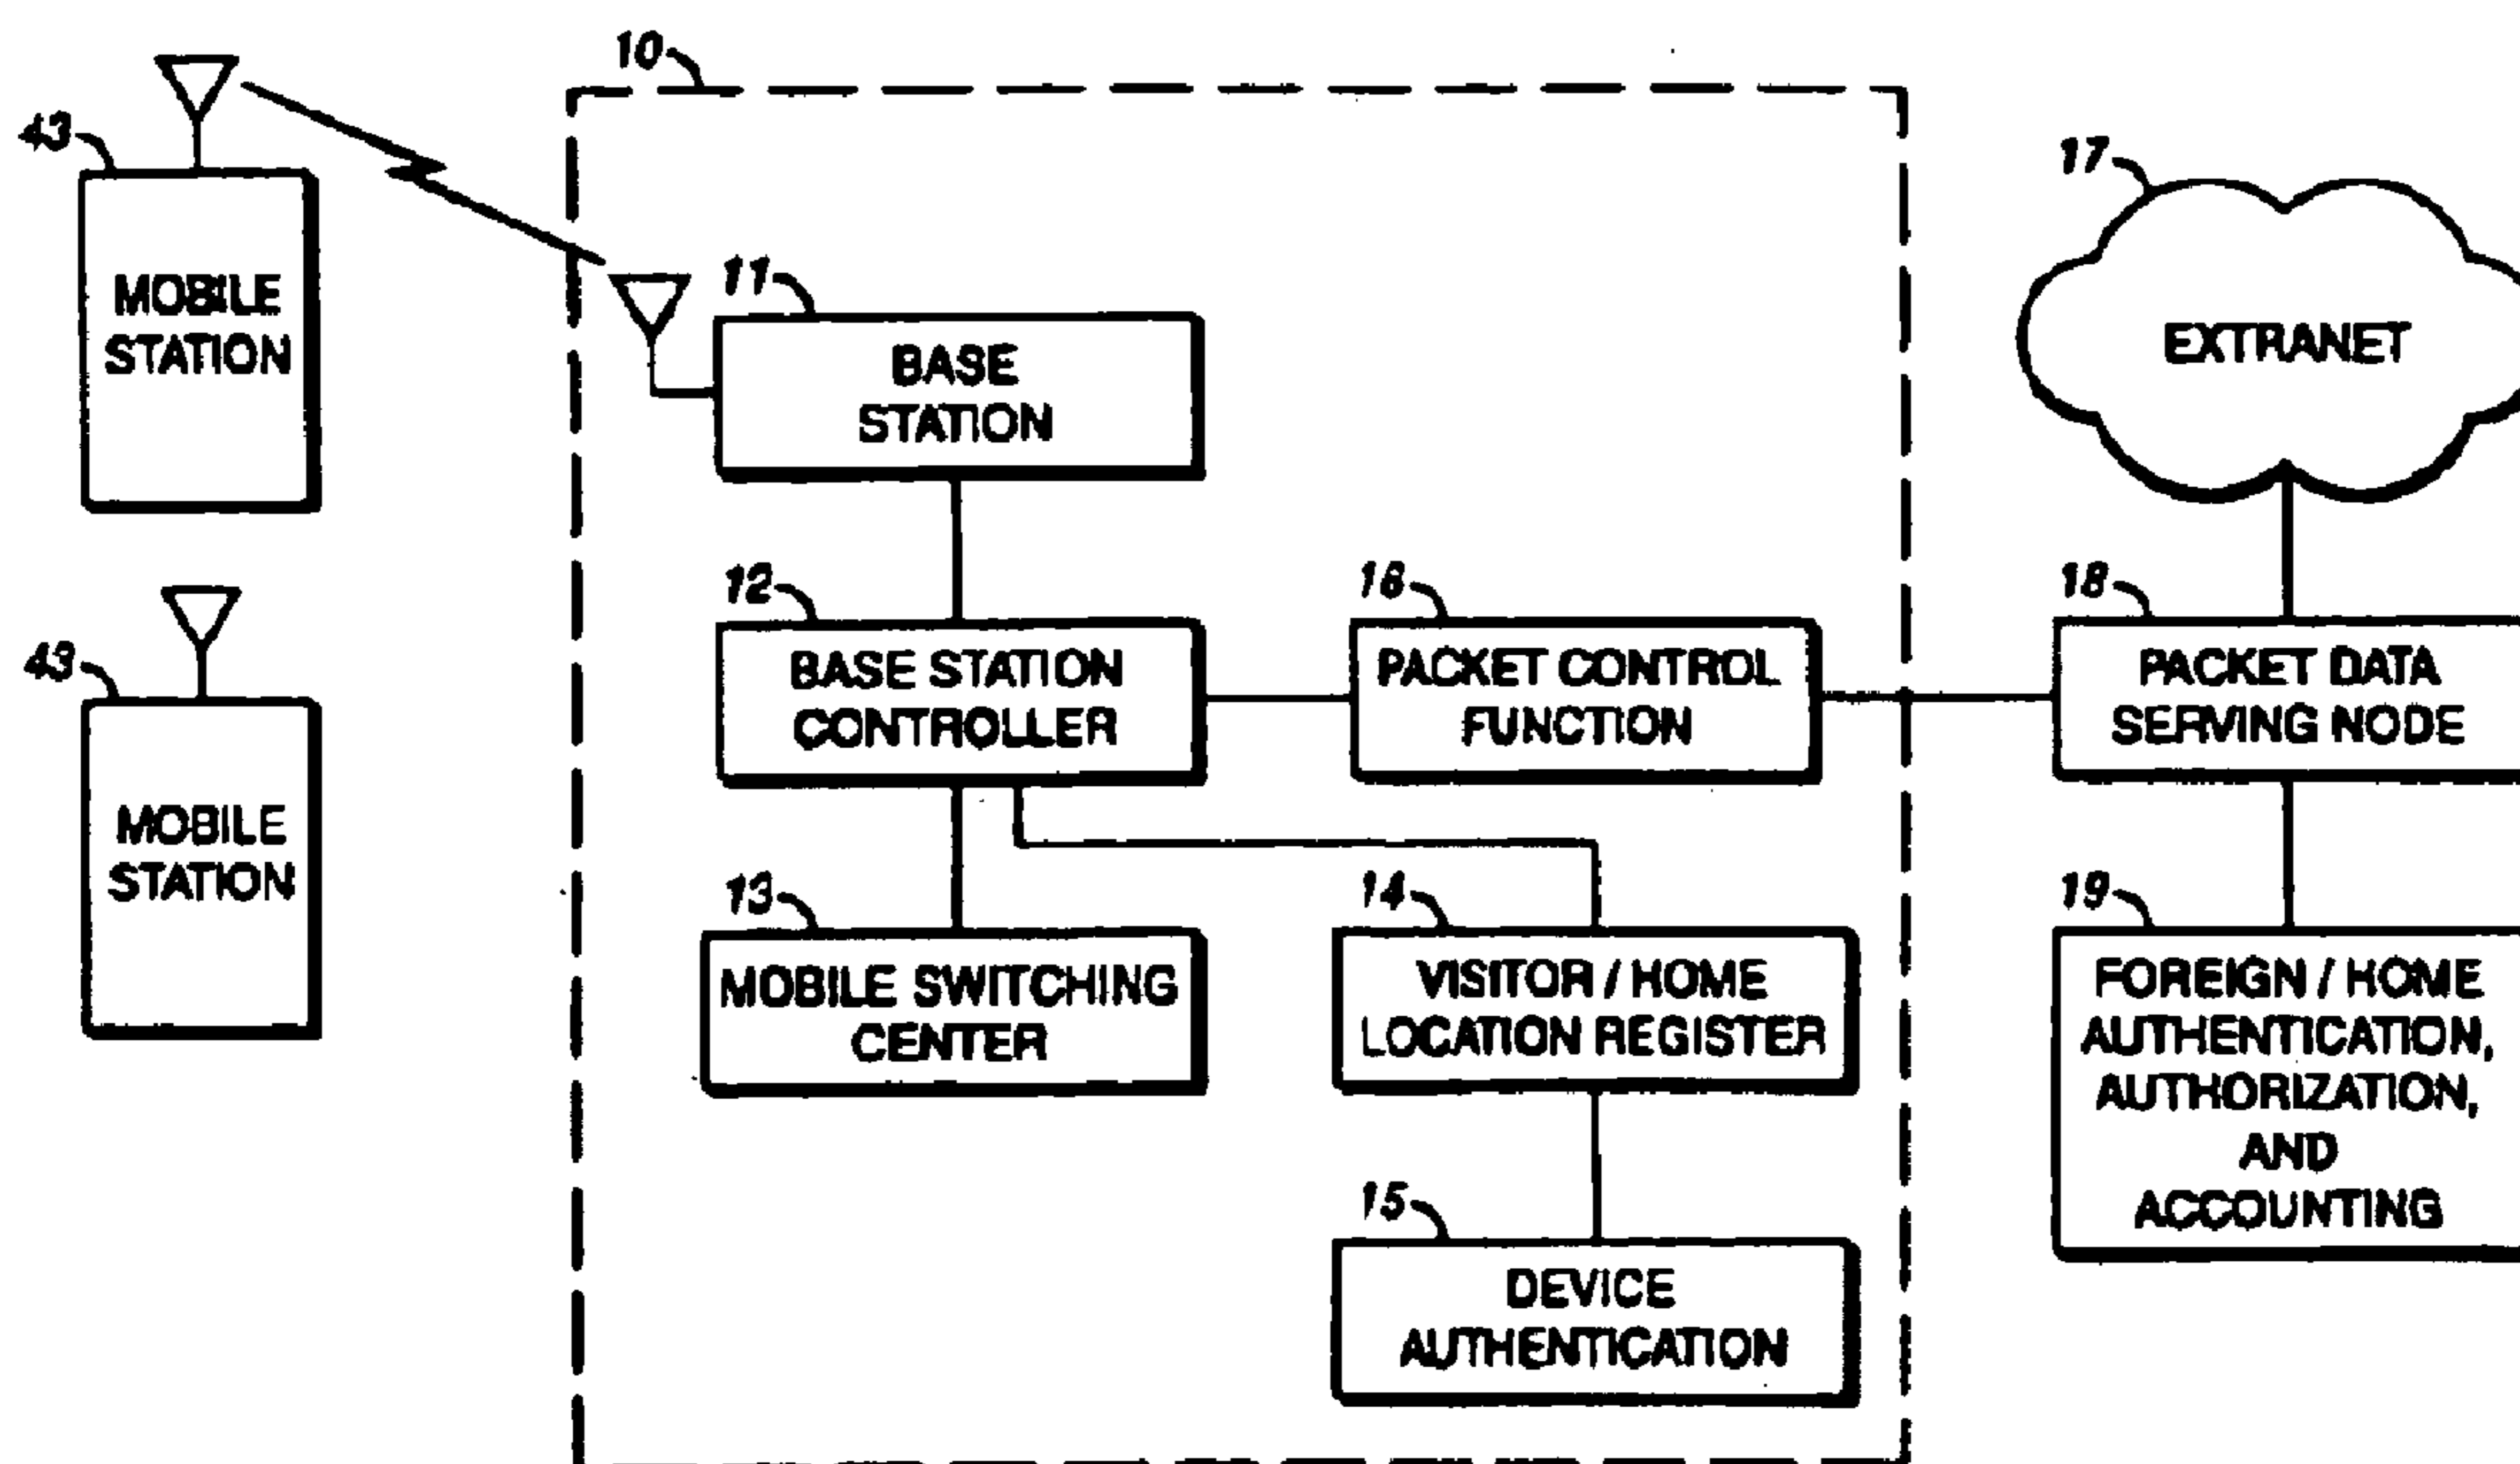 10
43
MOBILE
STATION
17
EXTRANET
11
BASE
STATION
43
MOBILE
STATION
12
BASE STATION
CONTROLLER
16
PACKET CONTROL
FUNCTION
18
PACKET DATA
SERVING NODE
13
MOBILE SWITCHING
CENTER
14
VISITOR / HOME
LOCATION REGISTER
19
FOREIGN / HOME
AUTHENTICATION,
AUTHORIZATION,
AND
ACCOUNTING
15
DEVICE
AUTHENTICATION